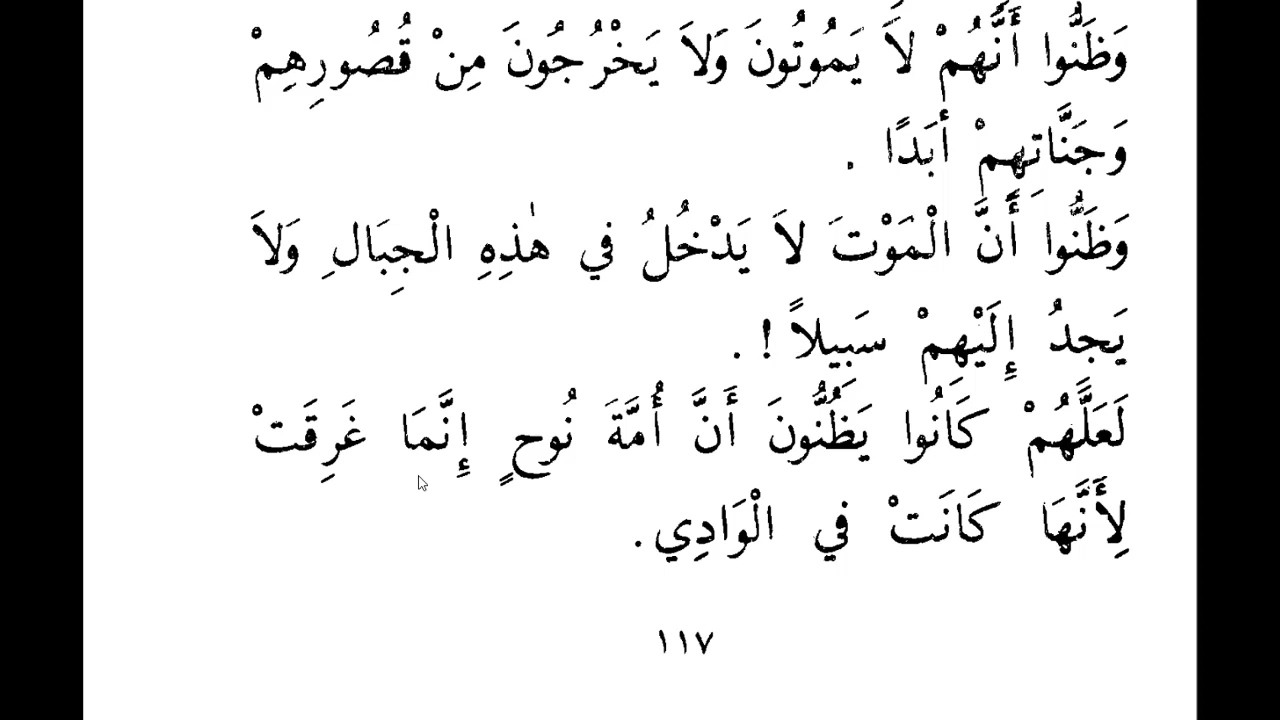 وَظَنُّوا أَنَّهُمْ لاَ يَمُوتُونَ وَلاَ يَخْرُجُونَ مِنْ قُصُورِهِمْ
وَجَنَّاتِهِمْ أَبَدًا .
وَظَنُّوا أَنَّ الْمَوْتَ لاَ يَدْخُلُ في هٰذِهِ الْجِبَالِ وَلاَ
يَجِدُ إِلَيْهِمْ سَبِيلاً ! .
لَعَلَّهُمْ كَانُوا يَظُنُّونَ أَنَّ أُمَّةَ نُوحٍ إِنَّمَا غَرِقَتْ
لِأَنَّهَا كَانَتْ في الْوَادِي .
١١٧